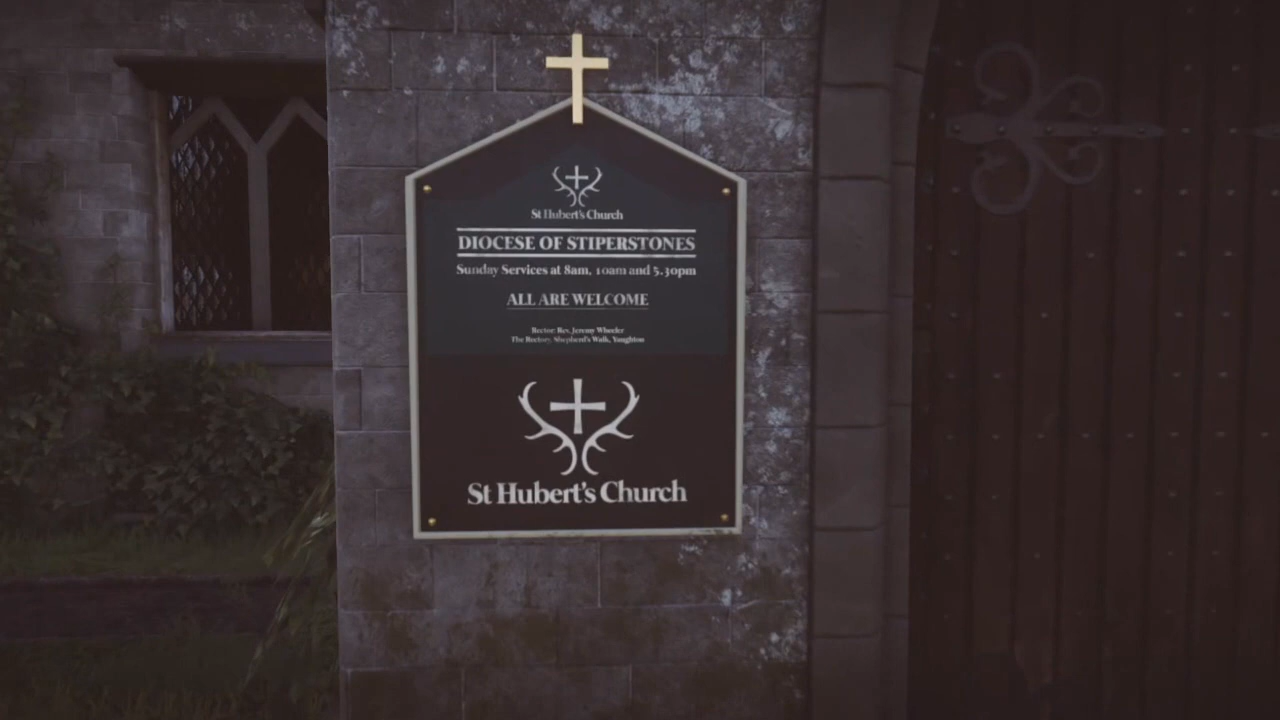 St Hubert's Church
DIOCESE OF STIPERSTONES
Sunday Services at 8am, 10am and 5.30pm
ALL ARE WELCOME
Rector: Rev. Jeremy Wheeler
The Rectory, Shepherd's Walk, Yaughton
St Hubert's Church